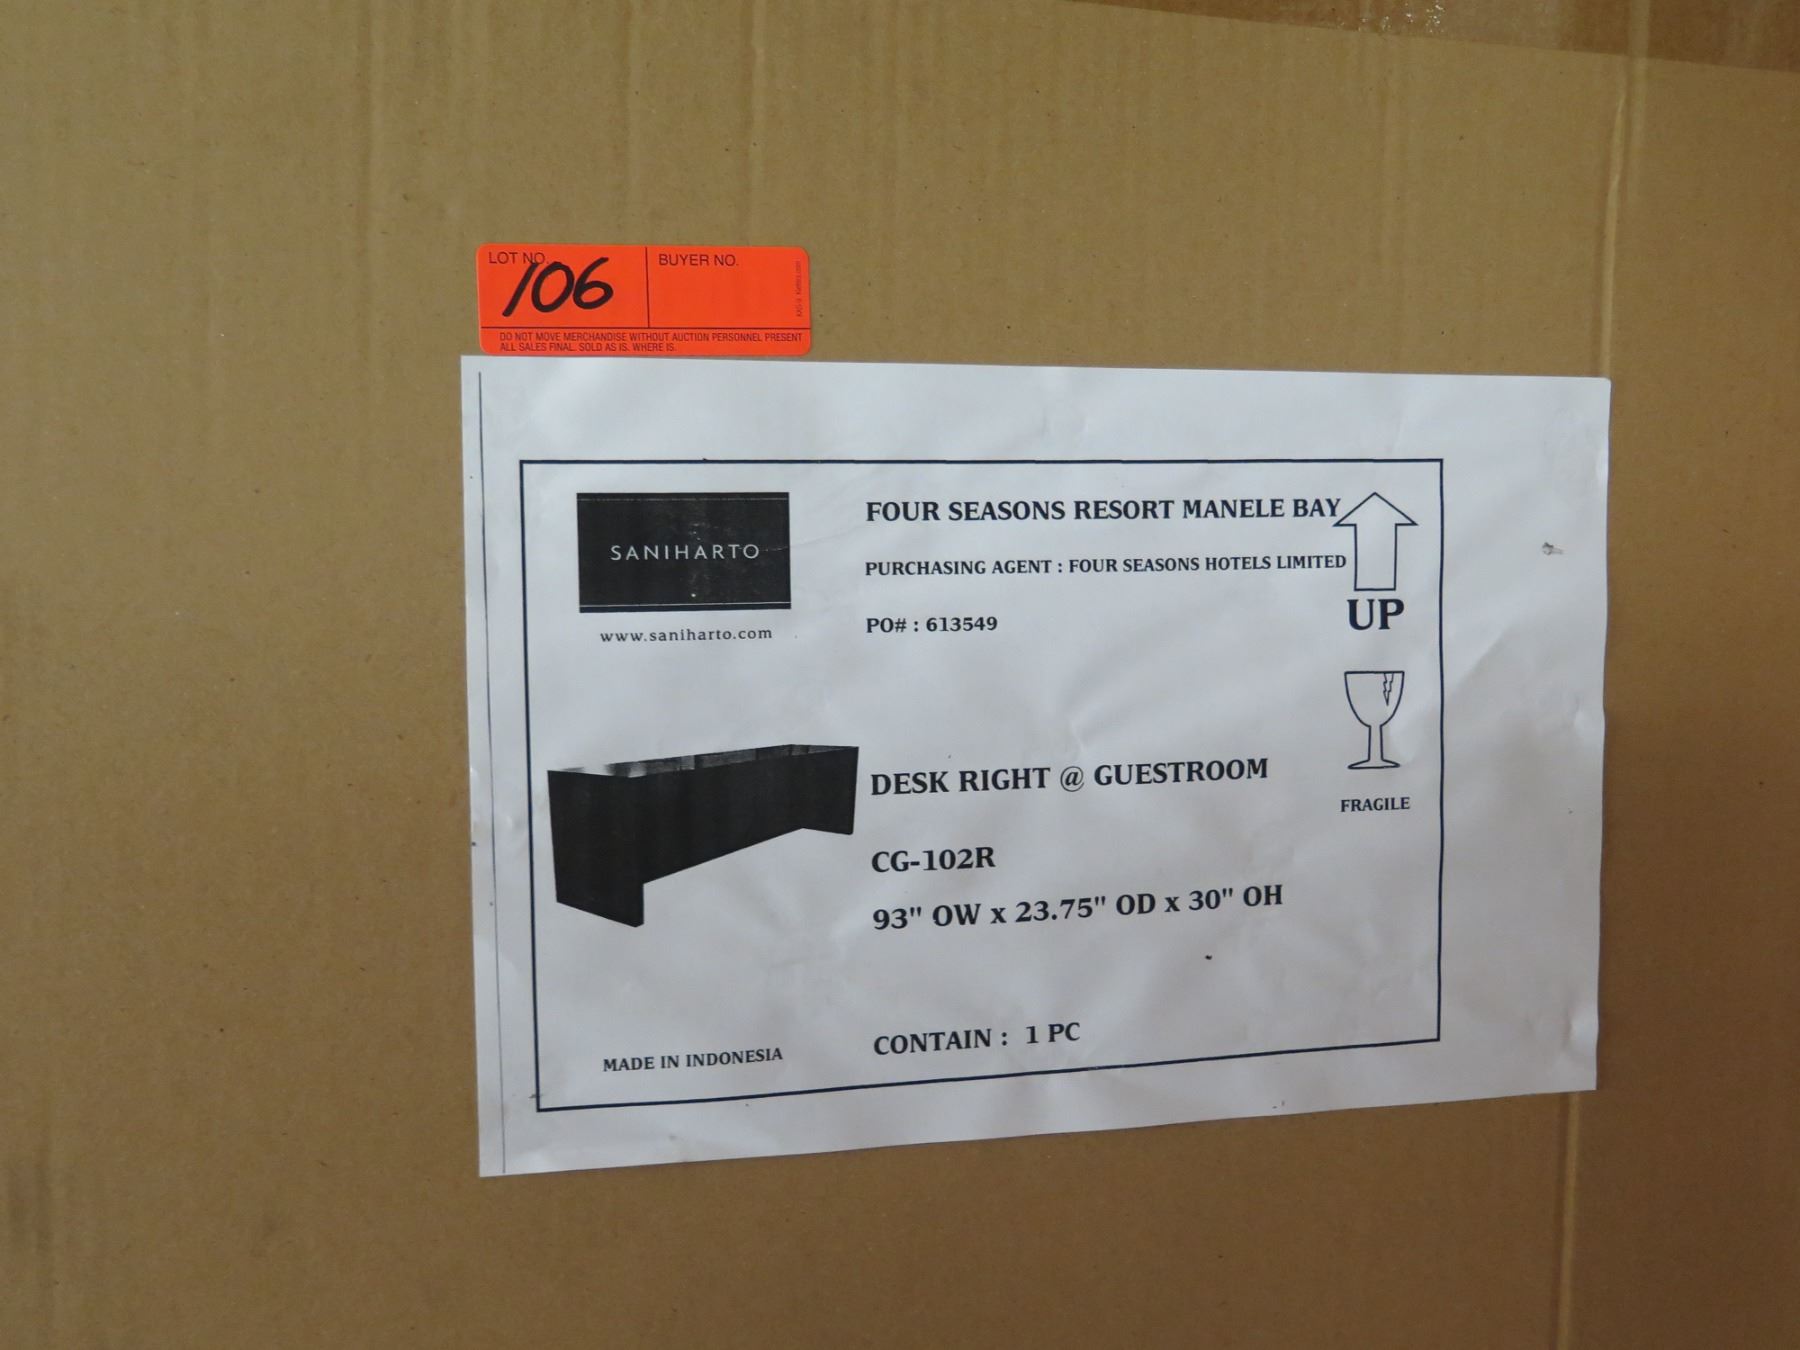 LOT NO.
106
BUYER NO.
DO NOT MOVE MERCHANDISE WITHOUT AUCTION PERSONNEL PRESENT
ALL SALES FINAL. SOLD AS IS. WHERE IS.
SANIHARTO
www.saniharto.com
FOUR SEASONS RESORT MANELE BAY
PURCHASING AGENT : FOUR SEASONS HOTELS LIMITED
PO# : 613549
UP
FRAGILE
DESK RIGHT @ GUESTROOM
CG-102R
93" OW x 23.75" OD x 30" OH
CONTAIN : 1 PC
MADE IN INDONESIA